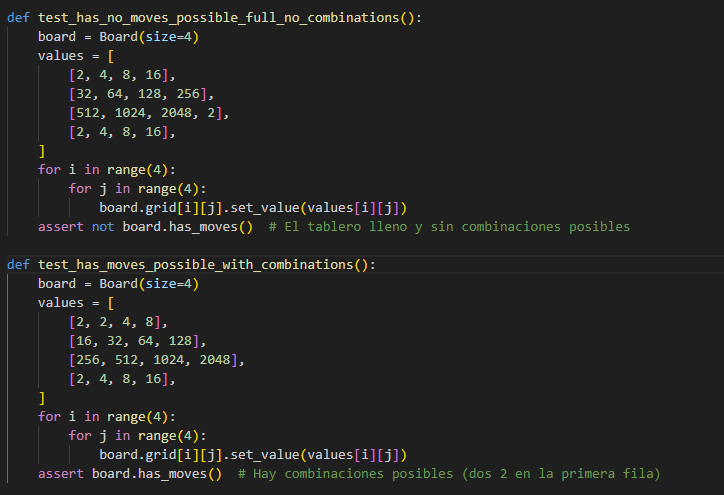 def test_has_no_moves_possible_full_no_combinations():
    board = Board(size=4)
    values = [
        [2, 4, 8, 16],
        [32, 64, 128, 256],
        [512, 1024, 2048, 2],
        [2, 4, 8, 16],
    ]
    for i in range(4):
        for j in range(4):
            board.grid[i][j].set_value(values[i][j])
    assert not board.has_moves()  # El tablero lleno y sin combinaciones posibles

def test_has_moves_possible_with_combinations():
    board = Board(size=4)
    values = [
        [2, 2, 4, 8],
        [16, 32, 64, 128],
        [256, 512, 1024, 2048],
        [2, 4, 8, 16],
    ]
    for i in range(4):
        for j in range(4):
            board.grid[i][j].set_value(values[i][j])
    assert board.has_moves()  # Hay combinaciones posibles (dos 2 en la primera fila)